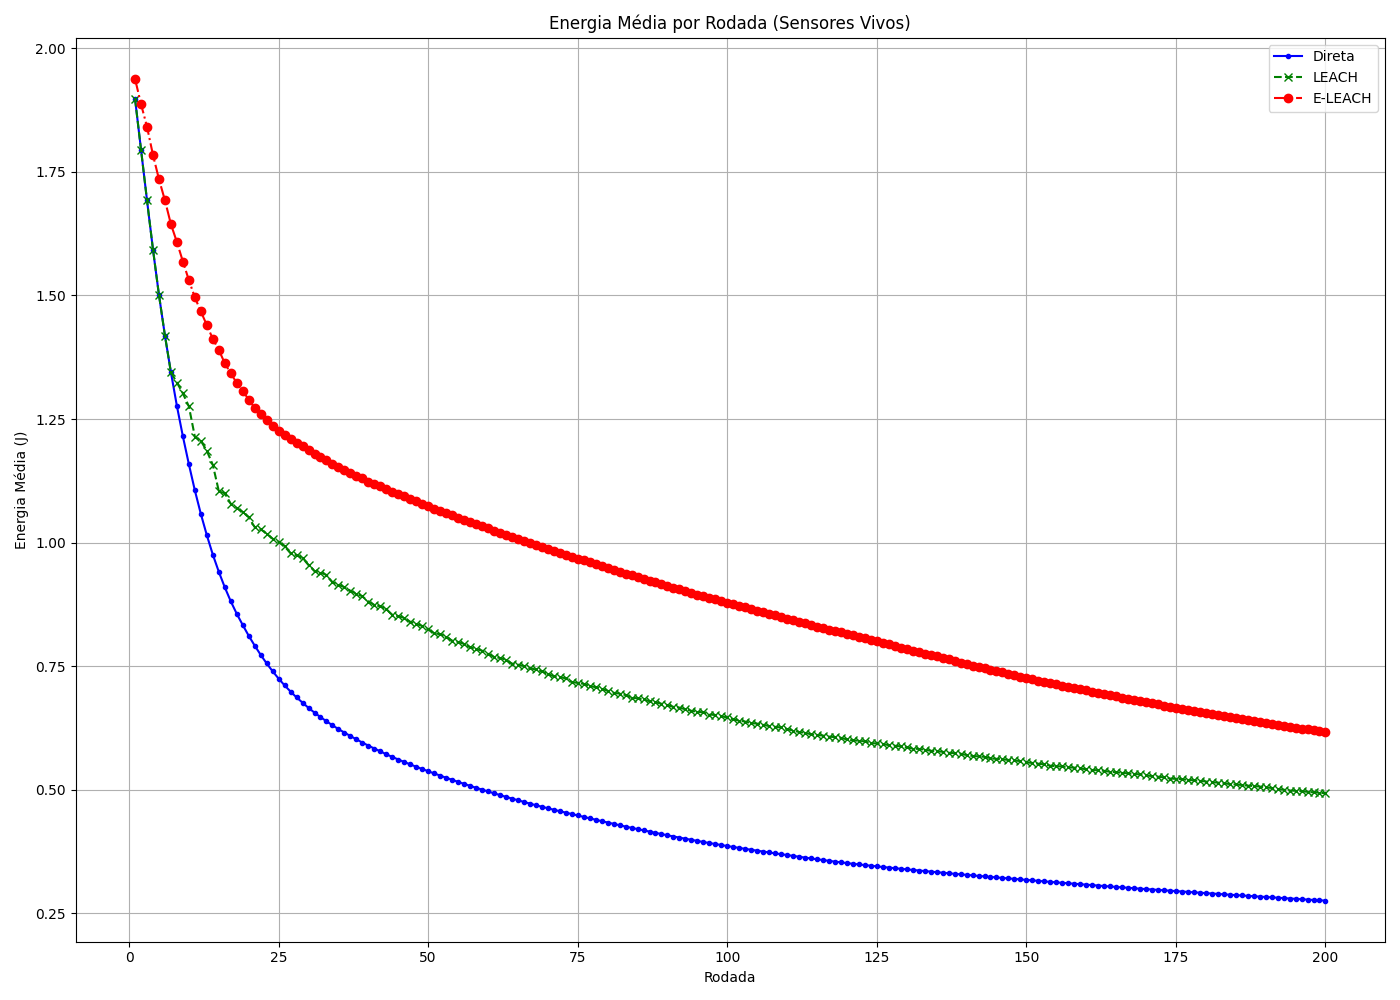 Energia Média por Rodada (Sensores Vivos)
Direta
LEACH
E-LEACH
Energia Média (J)
2.00
1.75
1.50
1.25
1.00
0.75
0.50
0.25
0 25 50 75 100 125 150 175 200
Rodada